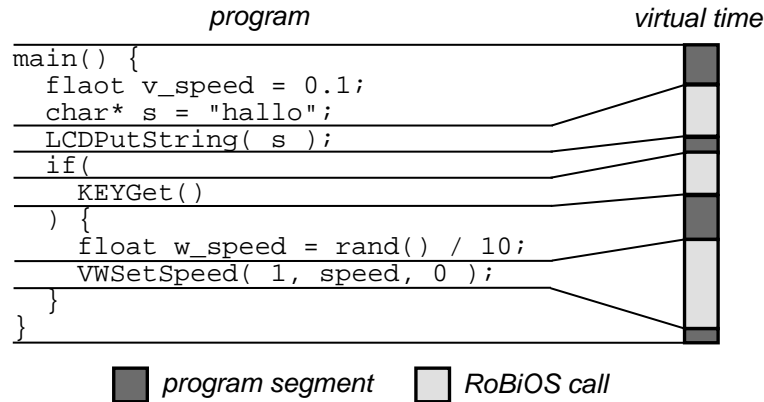 program virtual time
main() {
  flaot v_speed = 0.1;
  char* s = "hallo";
  LCDPutString( s );
  if(
    KEYGet()
  ) {
    float w_speed = rand() / 10;
    VWSetSpeed( 1, speed, 0 );
  }
}
program segment RoBiOS call